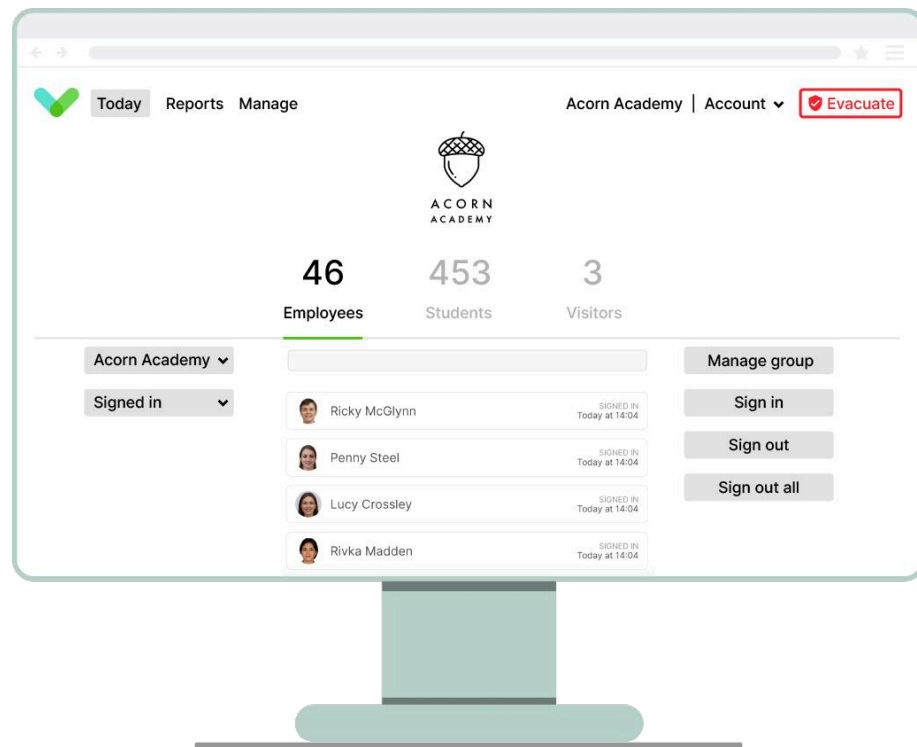 Today Reports Manage Acorn Academy | Account Evacuate
ACORN
ACADEMY
46 453 3
Employees Students Visitors
Acorn Academy Manage group
Signed in Sign in
Ricky McGlynn SIGNED IN
Today at 14:04
Sign out
Penny Steel SIGNED IN
Today at 14:04
Sign out all
Lucy Crossley SIGNED IN
Today at 14:04
Rivka Madden SIGNED IN
Today at 14:04